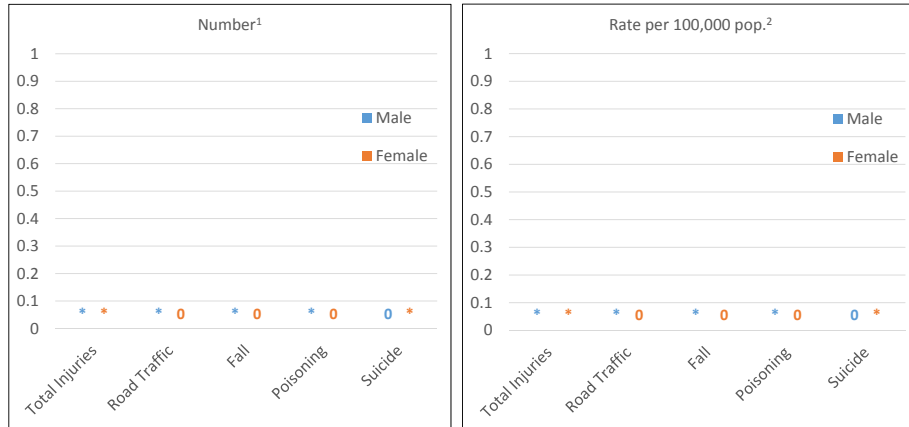 Number¹
1
0.9
0.8
0.7
0.6
0.5
0.4
0.3
0.2
0.1
0
Male
Female
* * * 0 * 0 * 0 0 *
Total Injuries
Road Traffic
Fall
Poisoning
Suicide
Rate per 100,000 pop.²
1
0.9
0.8
0.7
0.6
0.5
0.4
0.3
0.2
0.1
0
Male
Female
* * * 0 * 0 * 0 0 *
Total Injuries
Road Traffic
Fall
Poisoning
Suicide